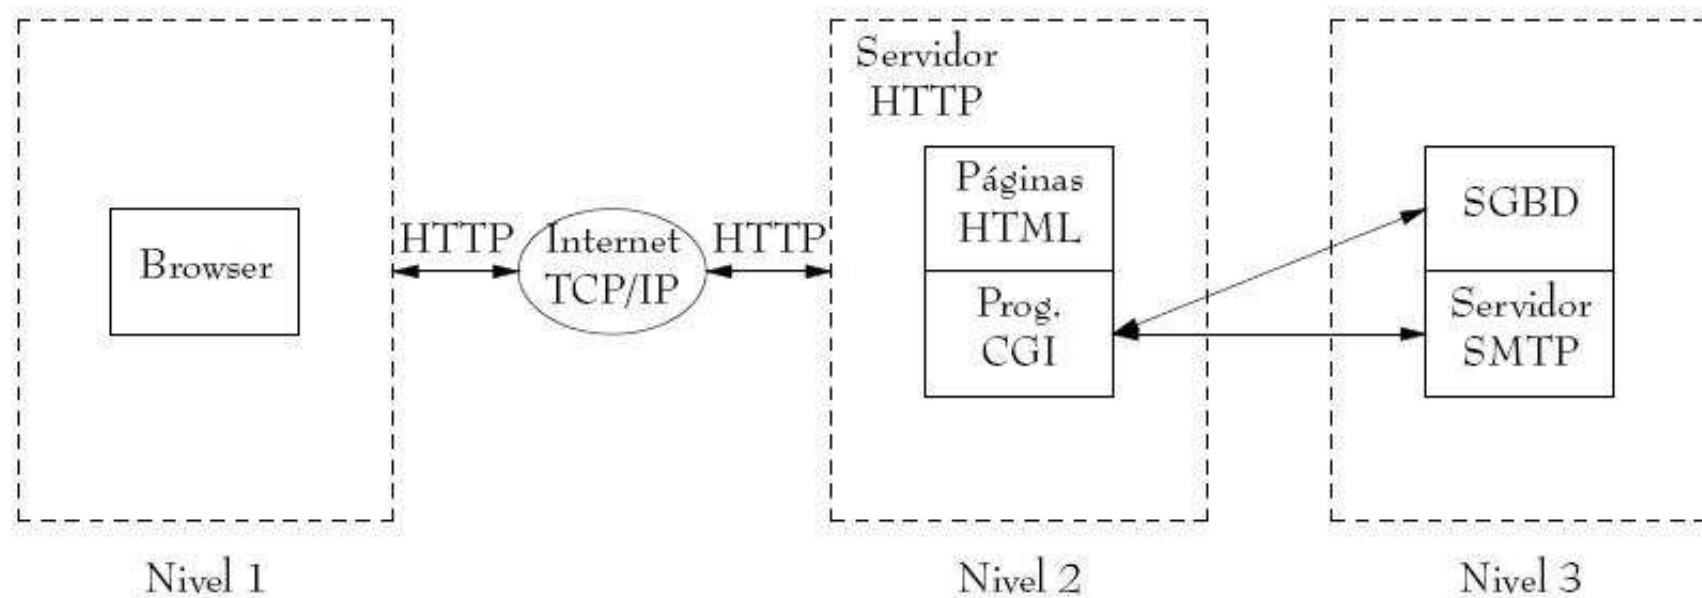 Browser
HTTP
Internet
TCP/IP
HTTP
Servidor
HTTP
Páginas
HTML
Prog.
CGI
SGBD
Servidor
SMTP
Nivel 1
Nivel 2
Nivel 3